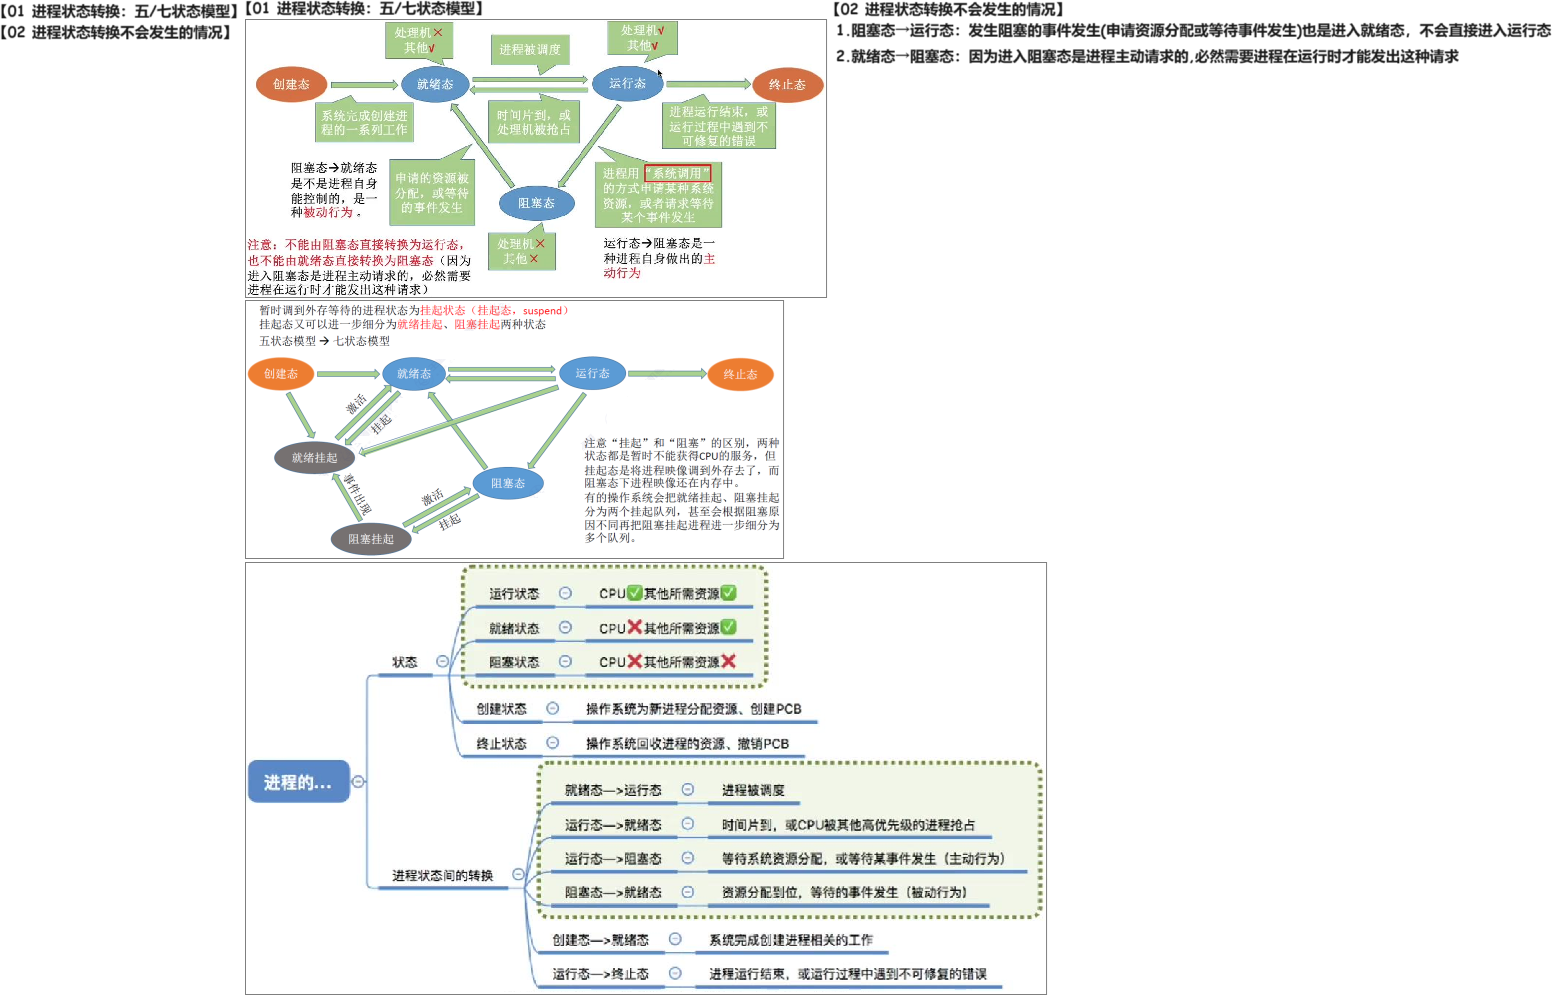 【01 进程状态转换：五/七状态模型】
【02 进程状态转换不会发生的情况】
【01 进程状态转换：五/七状态模型】
处理机×
其他√
进程被调度
处理机√
其他√
创建态
就绪态
运行态
终止态
系统完成创建进
程的一系列工作
时间片到，或
处理机被抢占
进程运行结束，或
运行过程中遇到不
可修复的错误
阻塞态→就绪态
是不是进程自身
能控制的，是一
种被动行为。
申请的资源被
分配，或等待
的事件发生
进程用“系统调用”
的方式申请某种系统
资源，或者请求等待
某个事件发生
阻塞态
处理机×
其他×
运行态→阻塞态是一
种进程自身做出的主
动行为
注意：不能由阻塞态直接转换为运行态，
也不能由就绪态直接转换为阻塞态（因为
进入阻塞态是进程主动请求的，必然需要
进程在运行时才能发出这种请求）
暂时调到外存等待的进程状态为挂起状态（挂起态，suspend）
挂起态又可以进一步细分为就绪挂起、阻塞挂起两种状态
五状态模型 → 七状态模型
创建态
就绪态
运行态
终止态
激活
挂起
就绪挂起
事件出现
阻塞态
激活
挂起
阻塞挂起
注意“挂起”和“阻塞”的区别，两种
状态都是暂时不能获得CPU的服务，但
挂起态是将进程映像调到外存去了，而
阻塞态下进程映像还在内存中。
有的操作系统会把就绪挂起、阻塞挂起
分为两个挂起队列，甚至会根据阻塞原
因不同再把阻塞挂起进程进一步细分为
多个队列。
进程的...
状态
运行状态
CPU✅其他所需资源✅
就绪状态
CPU❌其他所需资源✅
阻塞状态
CPU❌其他所需资源❌
创建状态
操作系统为新进程分配资源、创建PCB
终止状态
操作系统回收进程的资源、撤销PCB
进程状态间的转换
就绪态—>运行态
进程被调度
运行态—>就绪态
时间片到，或CPU被其他高优先级的进程抢占
运行态—>阻塞态
等待系统资源分配，或等待某事件发生（主动行为）
阻塞态—>就绪态
资源分配到位，等待的事件发生（被动行为）
创建态—>就绪态
系统完成创建进程相关的工作
运行态—>终止态
进程运行结束，或运行过程中遇到不可修复的错误
【02 进程状态转换不会发生的情况】
1.阻塞态→运行态：发生阻塞的事件发生(申请资源分配或等待事件发生)也是进入就绪态，不会直接进入运行态
2.就绪态→阻塞态：因为进入阻塞态是进程主动请求的,必然需要进程在运行时才能发出这种请求